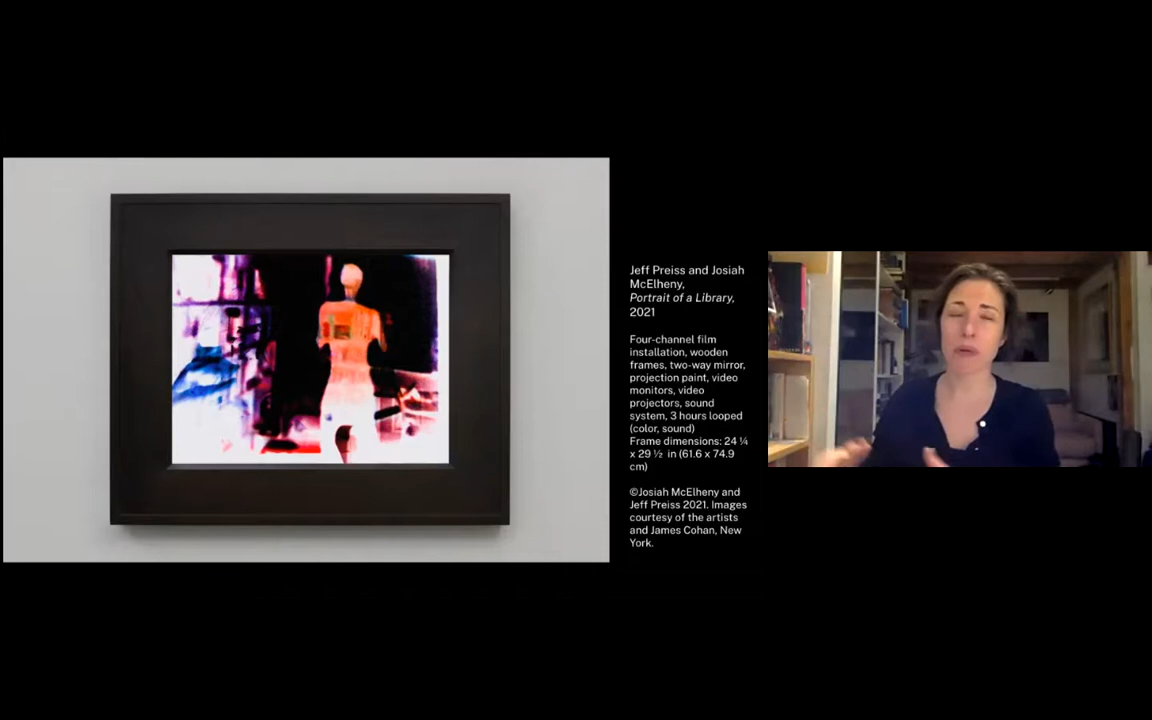 Jeff Preiss and Josiah
McElheny,
Portrait of a Library,
2021
Four-channel film
installation, wooden
frames, two-way mirror,
projection paint, video
monitors, video
projectors, sound
system, 3 hours looped
(color, sound)
Frame dimensions: 24 ¼
x 29 ½ in (61.6 x 74.9
cm)
©Josiah McElheny and
Jeff Preiss 2021. Images
courtesy of the artists
and James Cohan, New
York.